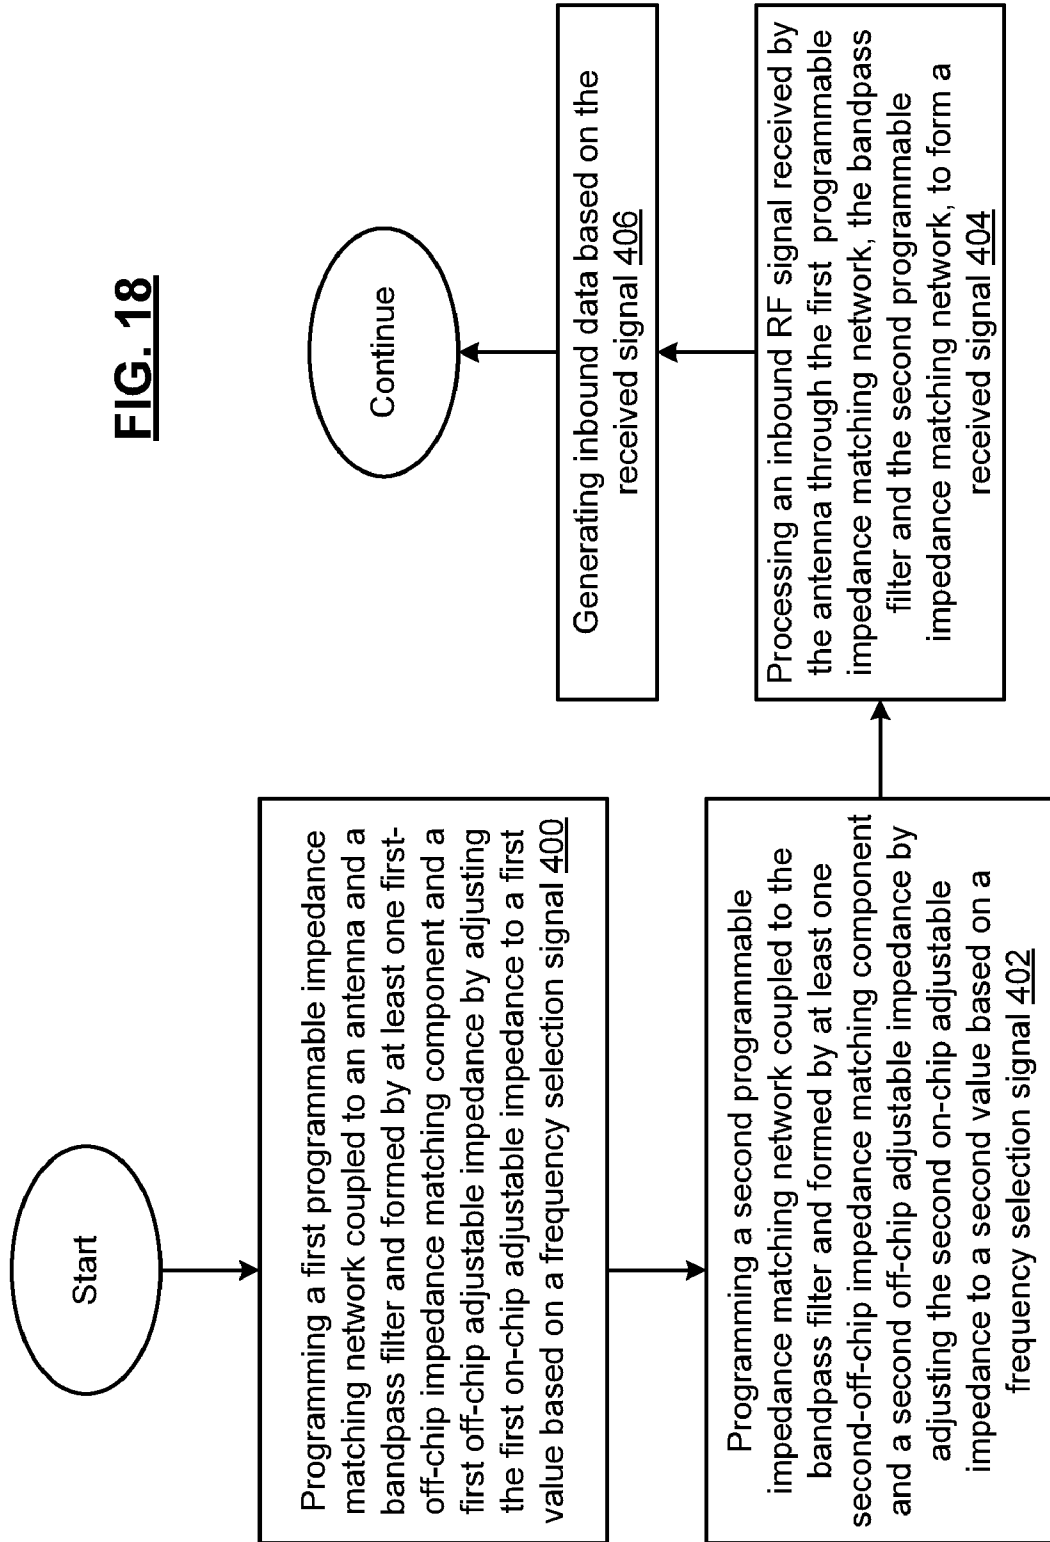 FIG. 18
Start
Programming a first programmable impedance
matching network coupled to an antenna and a
bandpass filter and formed by at least one first-
off-chip impedance matching component and a
first off-chip adjustable impedance by adjusting
the first on-chip adjustable impedance to a first
value based on a frequency selection signal 400
Programming a second programmable
impedance matching network coupled to the
bandpass filter and formed by at least one
second-off-chip impedance matching component
and a second off-chip adjustable impedance by
adjusting the second on-chip adjustable
impedance to a second value based on a
frequency selection signal 402
Processing an inbound RF signal received by
the antenna through the first programmable
impedance matching network, the bandpass
filter and the second programmable
impedance matching network, to form a
received signal 404
Generating inbound data based on the
received signal 406
Continue